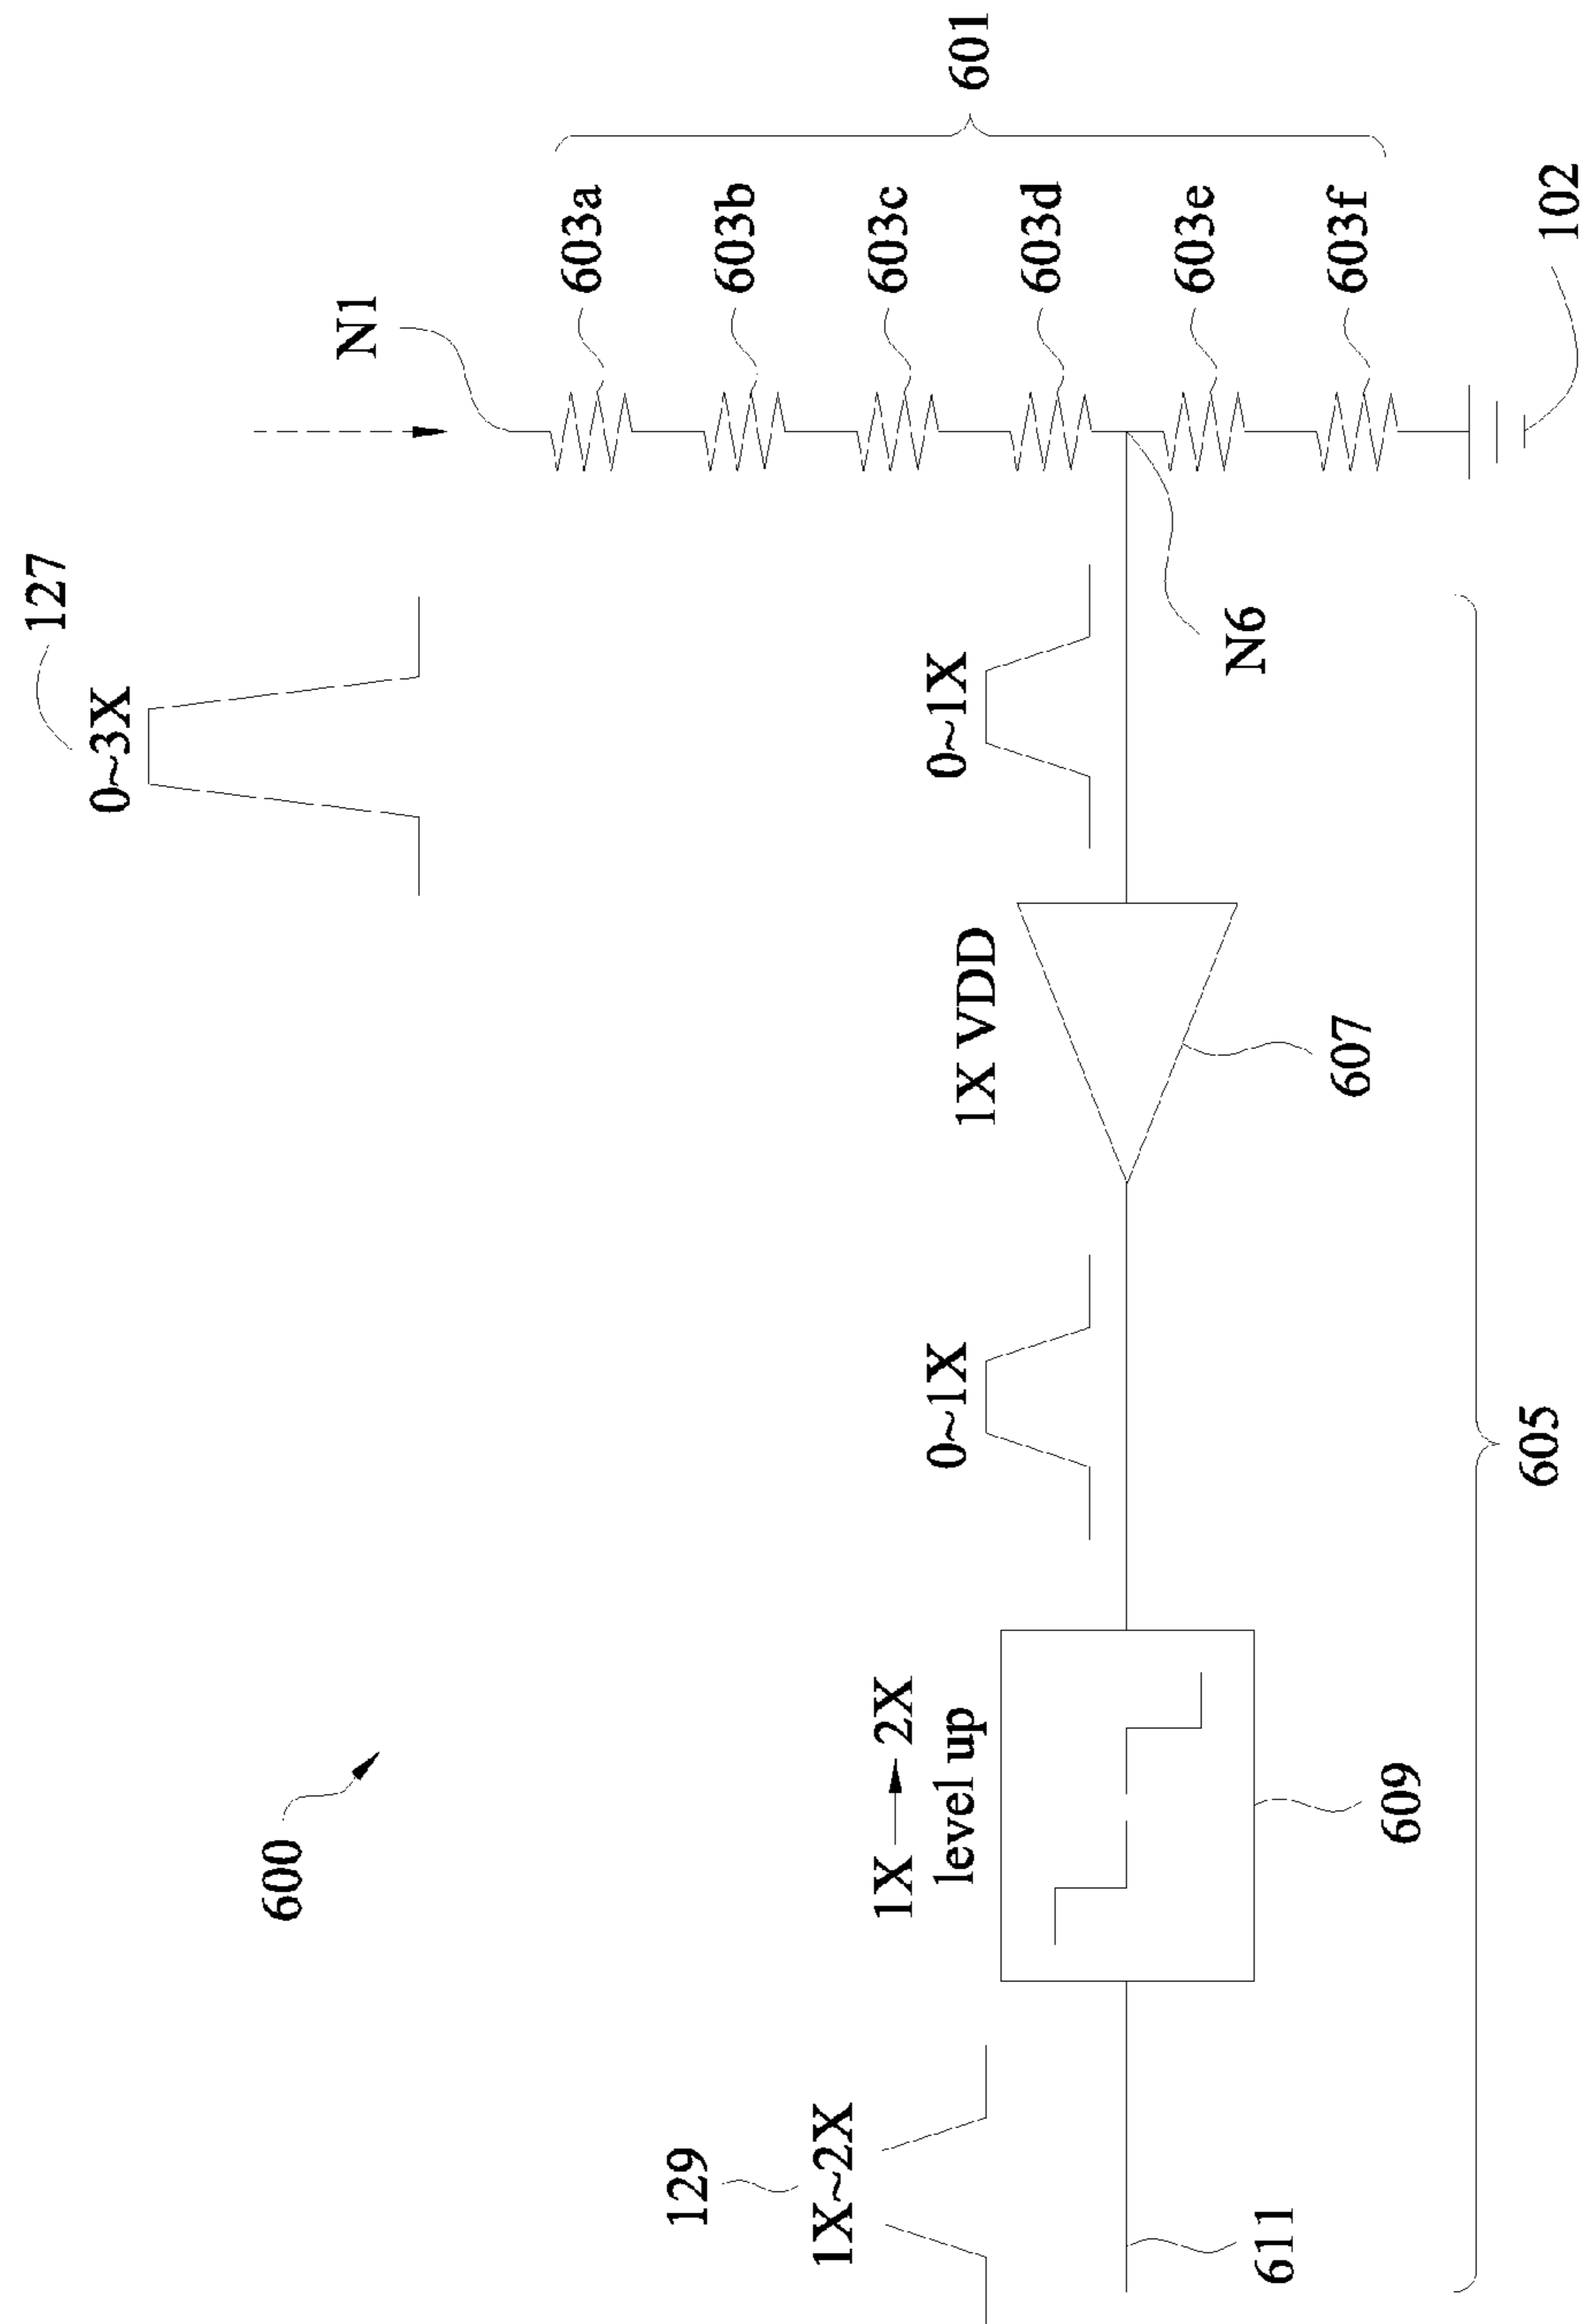 600
127
0~3X
N1
601
603a
603b
603c
603d
603e
603f
102
129
1X~2X
1X → 2X
level up
0~1X
1X VDD
0~1X
N6
611
609
607
605